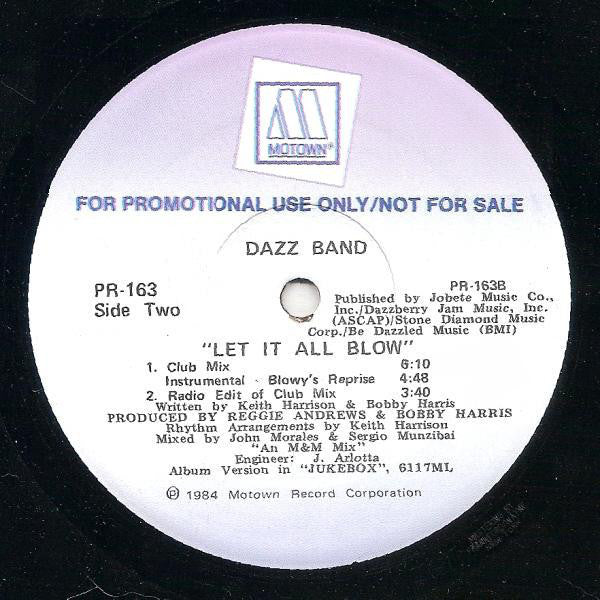 MOTOWN®
FOR PROMOTIONAL USE ONLY/NOT FOR SALE
DAZZ BAND
PR-163
Side Two
PR-163B
Published by Jobete Music Co.,
Inc./Dazzberry Jam Music, Inc.
(ASCAP)/Stone Diamond Music
Corp./Be Dazzled Music (BMI)
"LET IT ALL BLOW"
1. Club Mix 6:10
Instrumental - Blowy's Reprise 4:48
2. Radio Edit of Club Mix 3:40
Written by Keith Harrison & Bobby Harris
PRODUCED BY REGGIE ANDREWS & BOBBY HARRIS
Rhythm Arrangements by Keith Harrison
Mixed by John Morales & Sergio Munzibai
"An M&M Mix"
Engineer: J. Arlotta
Album Version in "JUKEBOX", 6117ML
℗ 1984 Motown Record Corporation